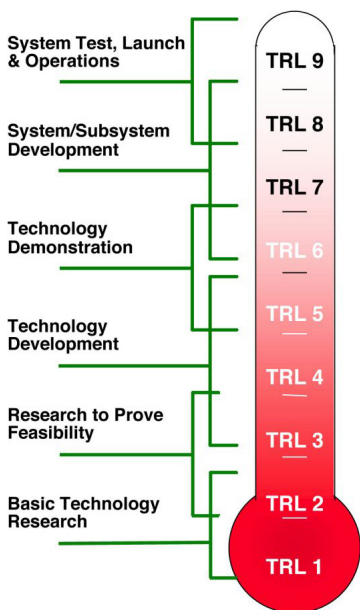 System Test, Launch
& Operations
System/Subsystem
Development
Technology
Demonstration
Technology
Development
Research to Prove
Feasibility
Basic Technology
Research
TRL 9
TRL 8
TRL 7
TRL 6
TRL 5
TRL 4
TRL 3
TRL 2
TRL 1